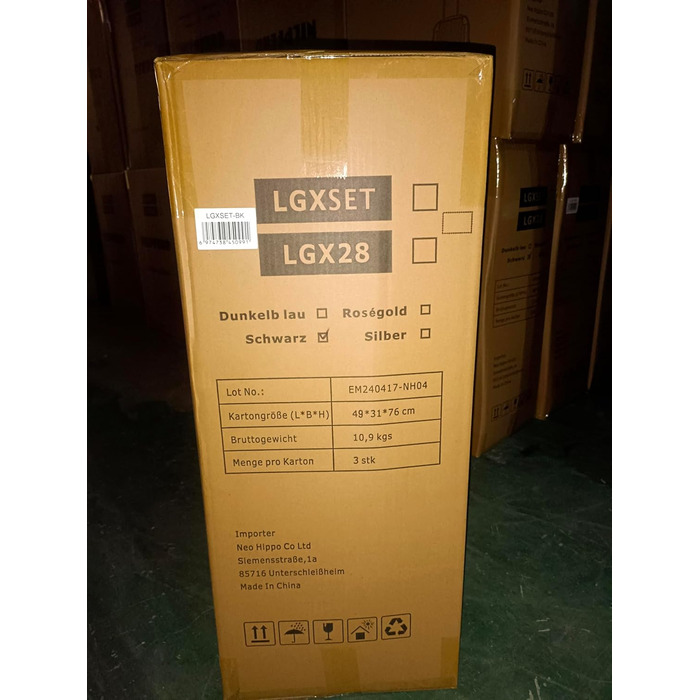 LGXSET
LGXSET-BK
LGX28
Dunkelb lau
Roségold
Schwarz
Silber
Lot No.: EM240417-NH04
Kartongröße (L*B*H) 49*31*76 cm
Bruttogewicht 10,9 kgs
Menge pro Karton 3 stk
Importer
Neo Hippo Co Ltd
Siemensstraße,1a
85716 Unterschleißheim
Made In China